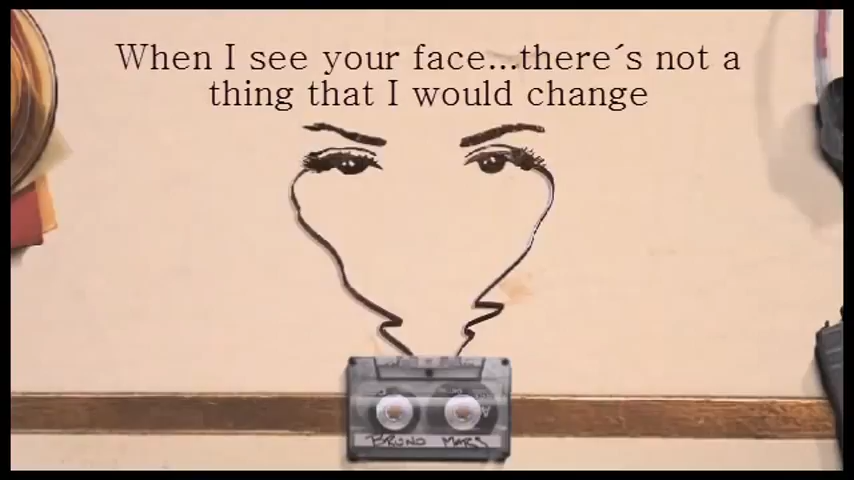 When I see your face...there´s not a
thing that I would change
A
BRUNO MARS